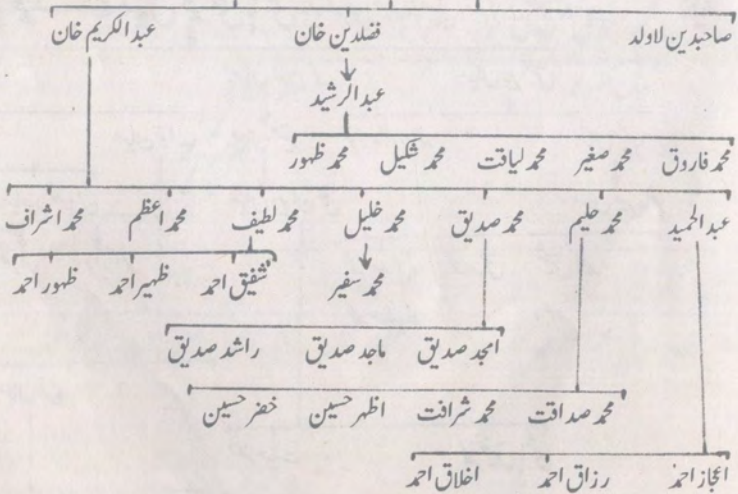 صاحبدین لاولد فضلدین خان عبدالکریم خان
عبدالرشید
محمد فاروق محمد صغیر محمد لیاقت محمد شکیل محمد ظہور
عبدالحمید محمد حلیم محمد صدیق محمد خلیل محمد لطیف محمد اعظم محمد اشراف
محمد سفیر شفیق احمد ظہیر احمد ظہور احمد
امجد صدیق ماجد صدیق راشد صدیق
محمد صداقت محمد شرافت اظہر حسین خضر حسین
اعجاز احمد رزاق احمد اخلاق احمد